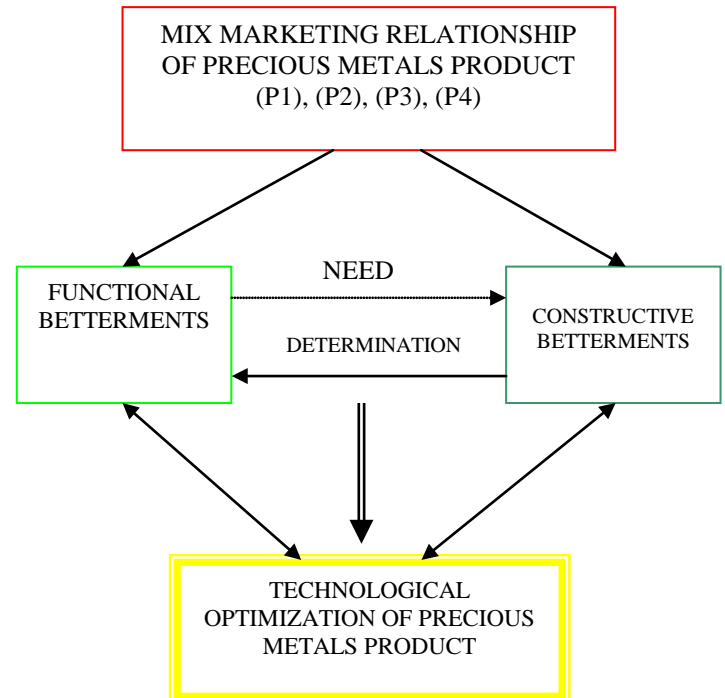 MIX MARKETING RELATIONSHIP
OF PRECIOUS METALS PRODUCT
(P1), (P2), (P3), (P4)
FUNCTIONAL
BETTERMENTS
NEED
DETERMINATION
CONSTRUCTIVE
BETTERMENTS
TECHNOLOGICAL
OPTIMIZATION OF PRECIOUS
METALS PRODUCT